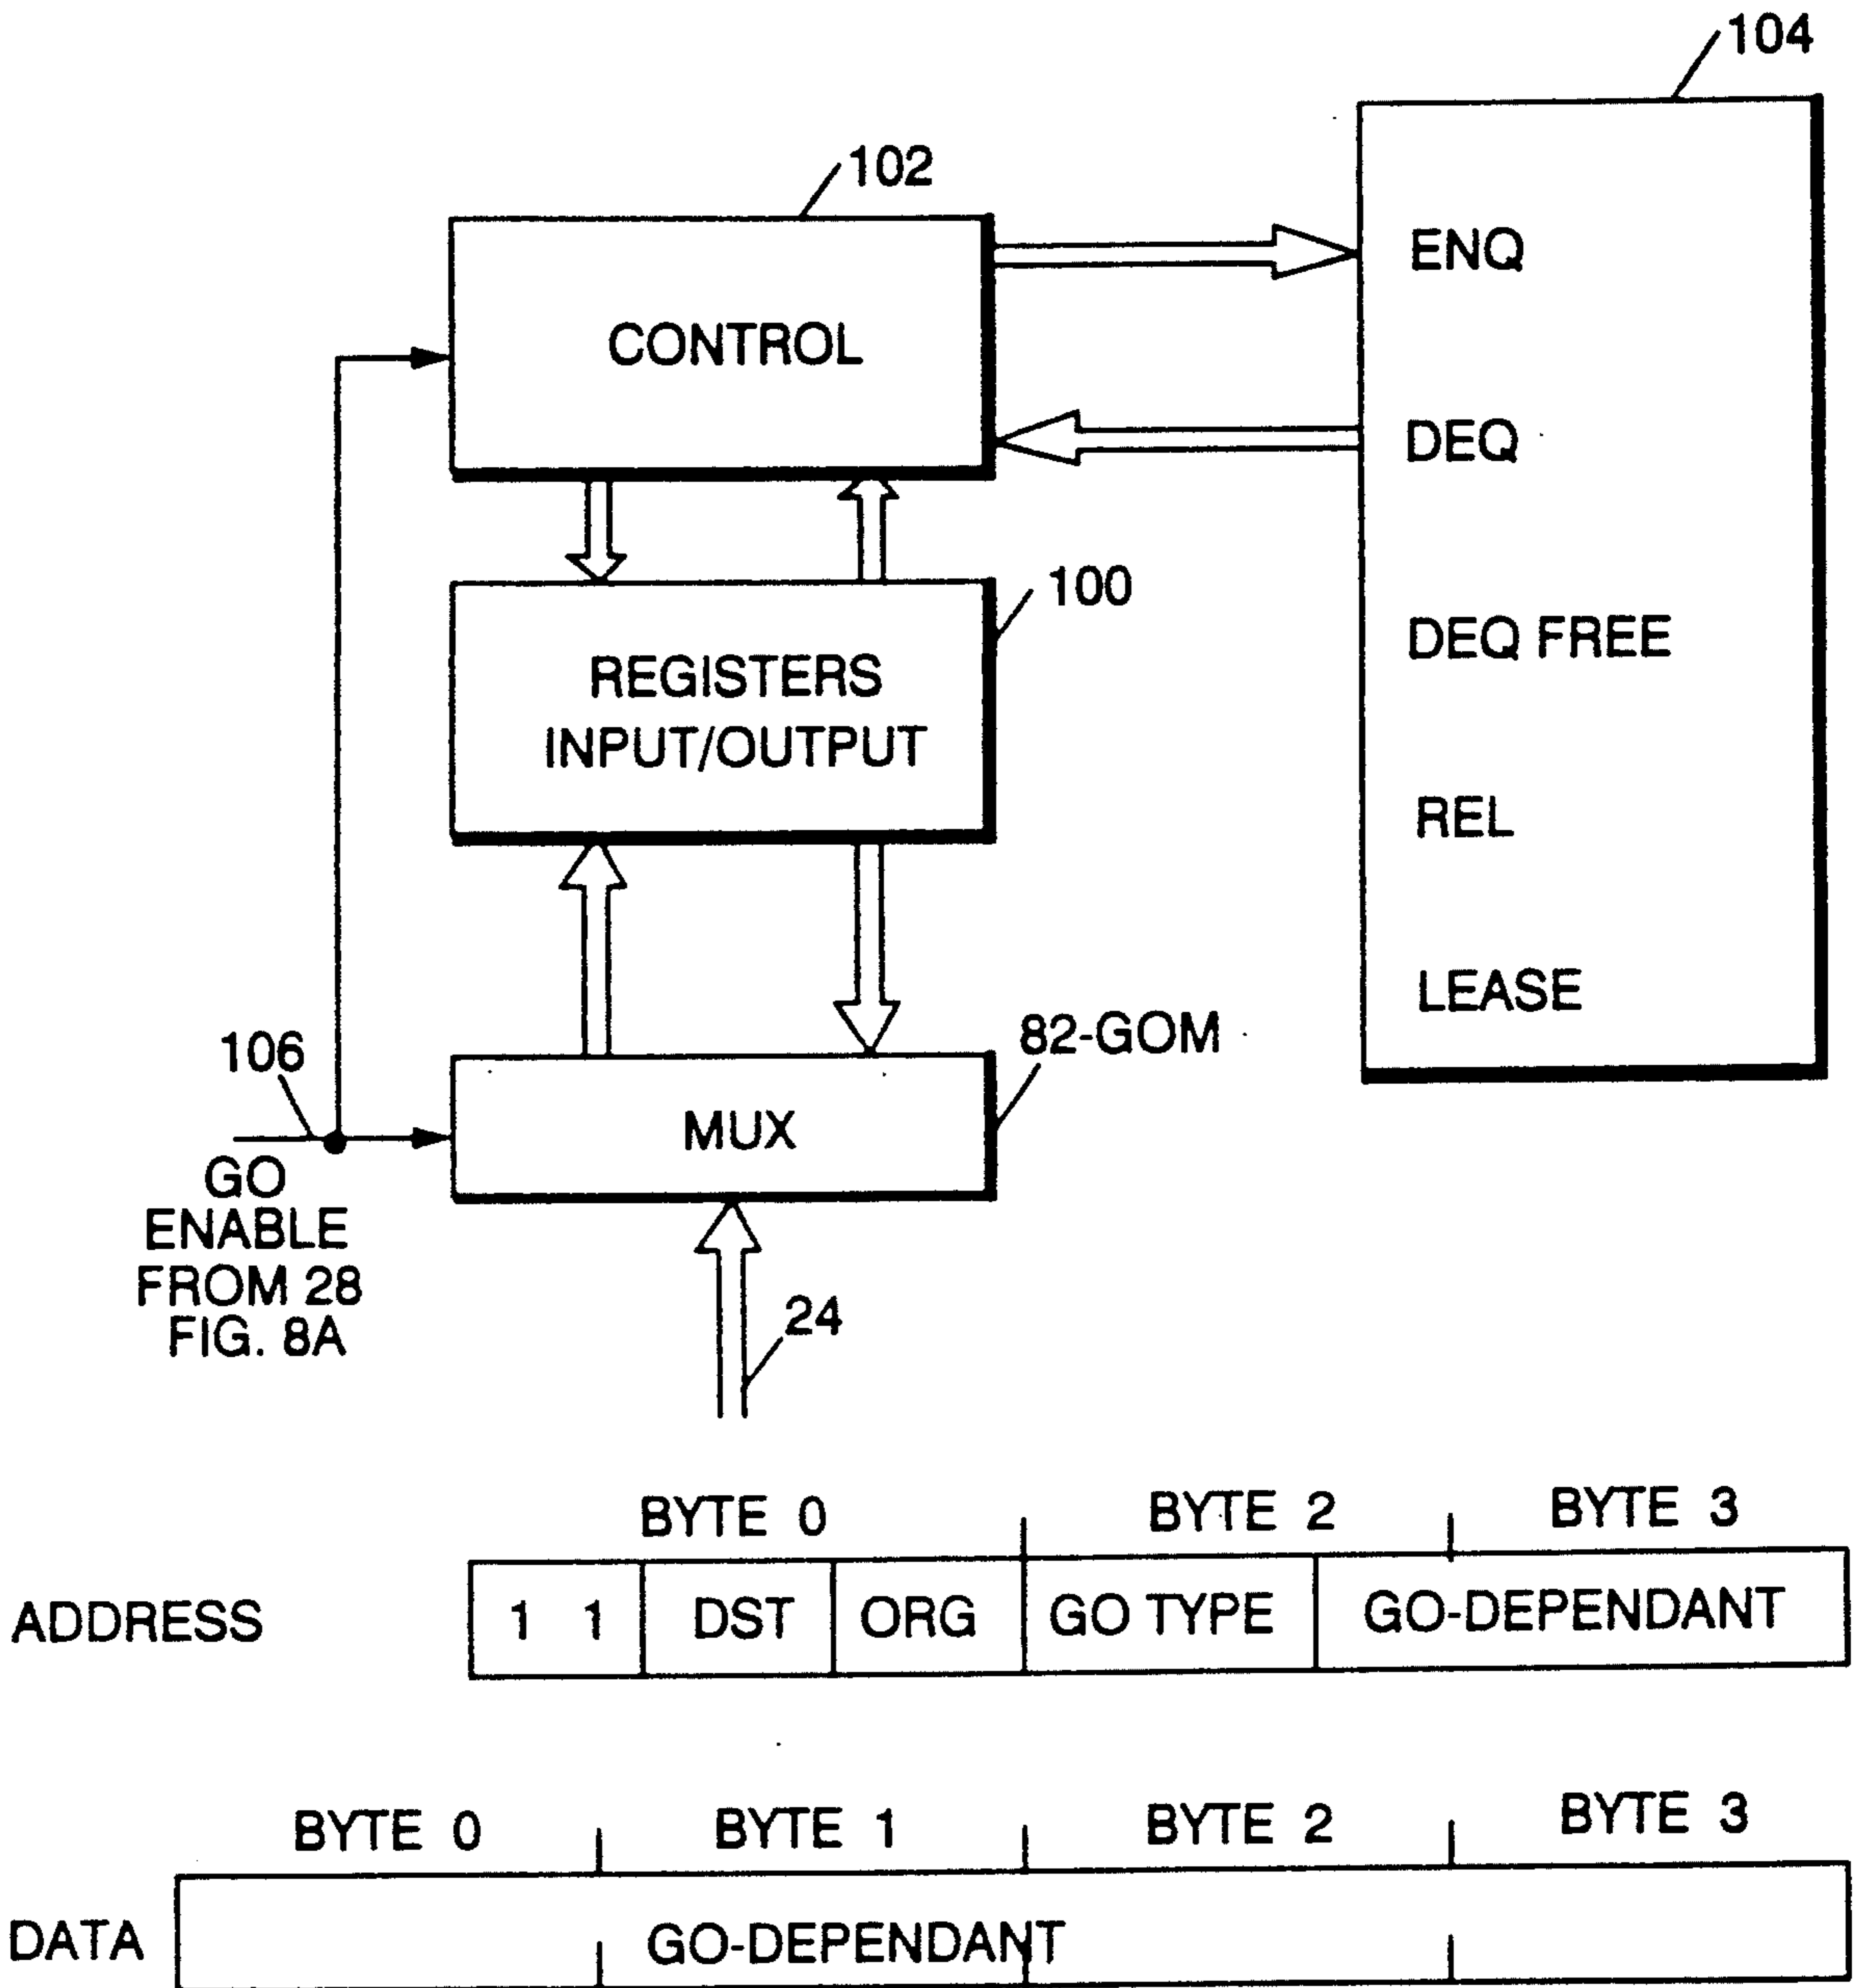 104
102
ENQ
CONTROL
DEQ
100
REGISTERS
INPUT/OUTPUT
DEQ FREE
REL
LEASE
82-GOM
106
MUX
GO
ENABLE
FROM 28
FIG. 8A
24
BYTE 0 BYTE 2 BYTE 3
ADDRESS 1 1 DST ORG GO TYPE GO-DEPENDANT
BYTE 0 BYTE 1 BYTE 2 BYTE 3
DATA GO-DEPENDANT